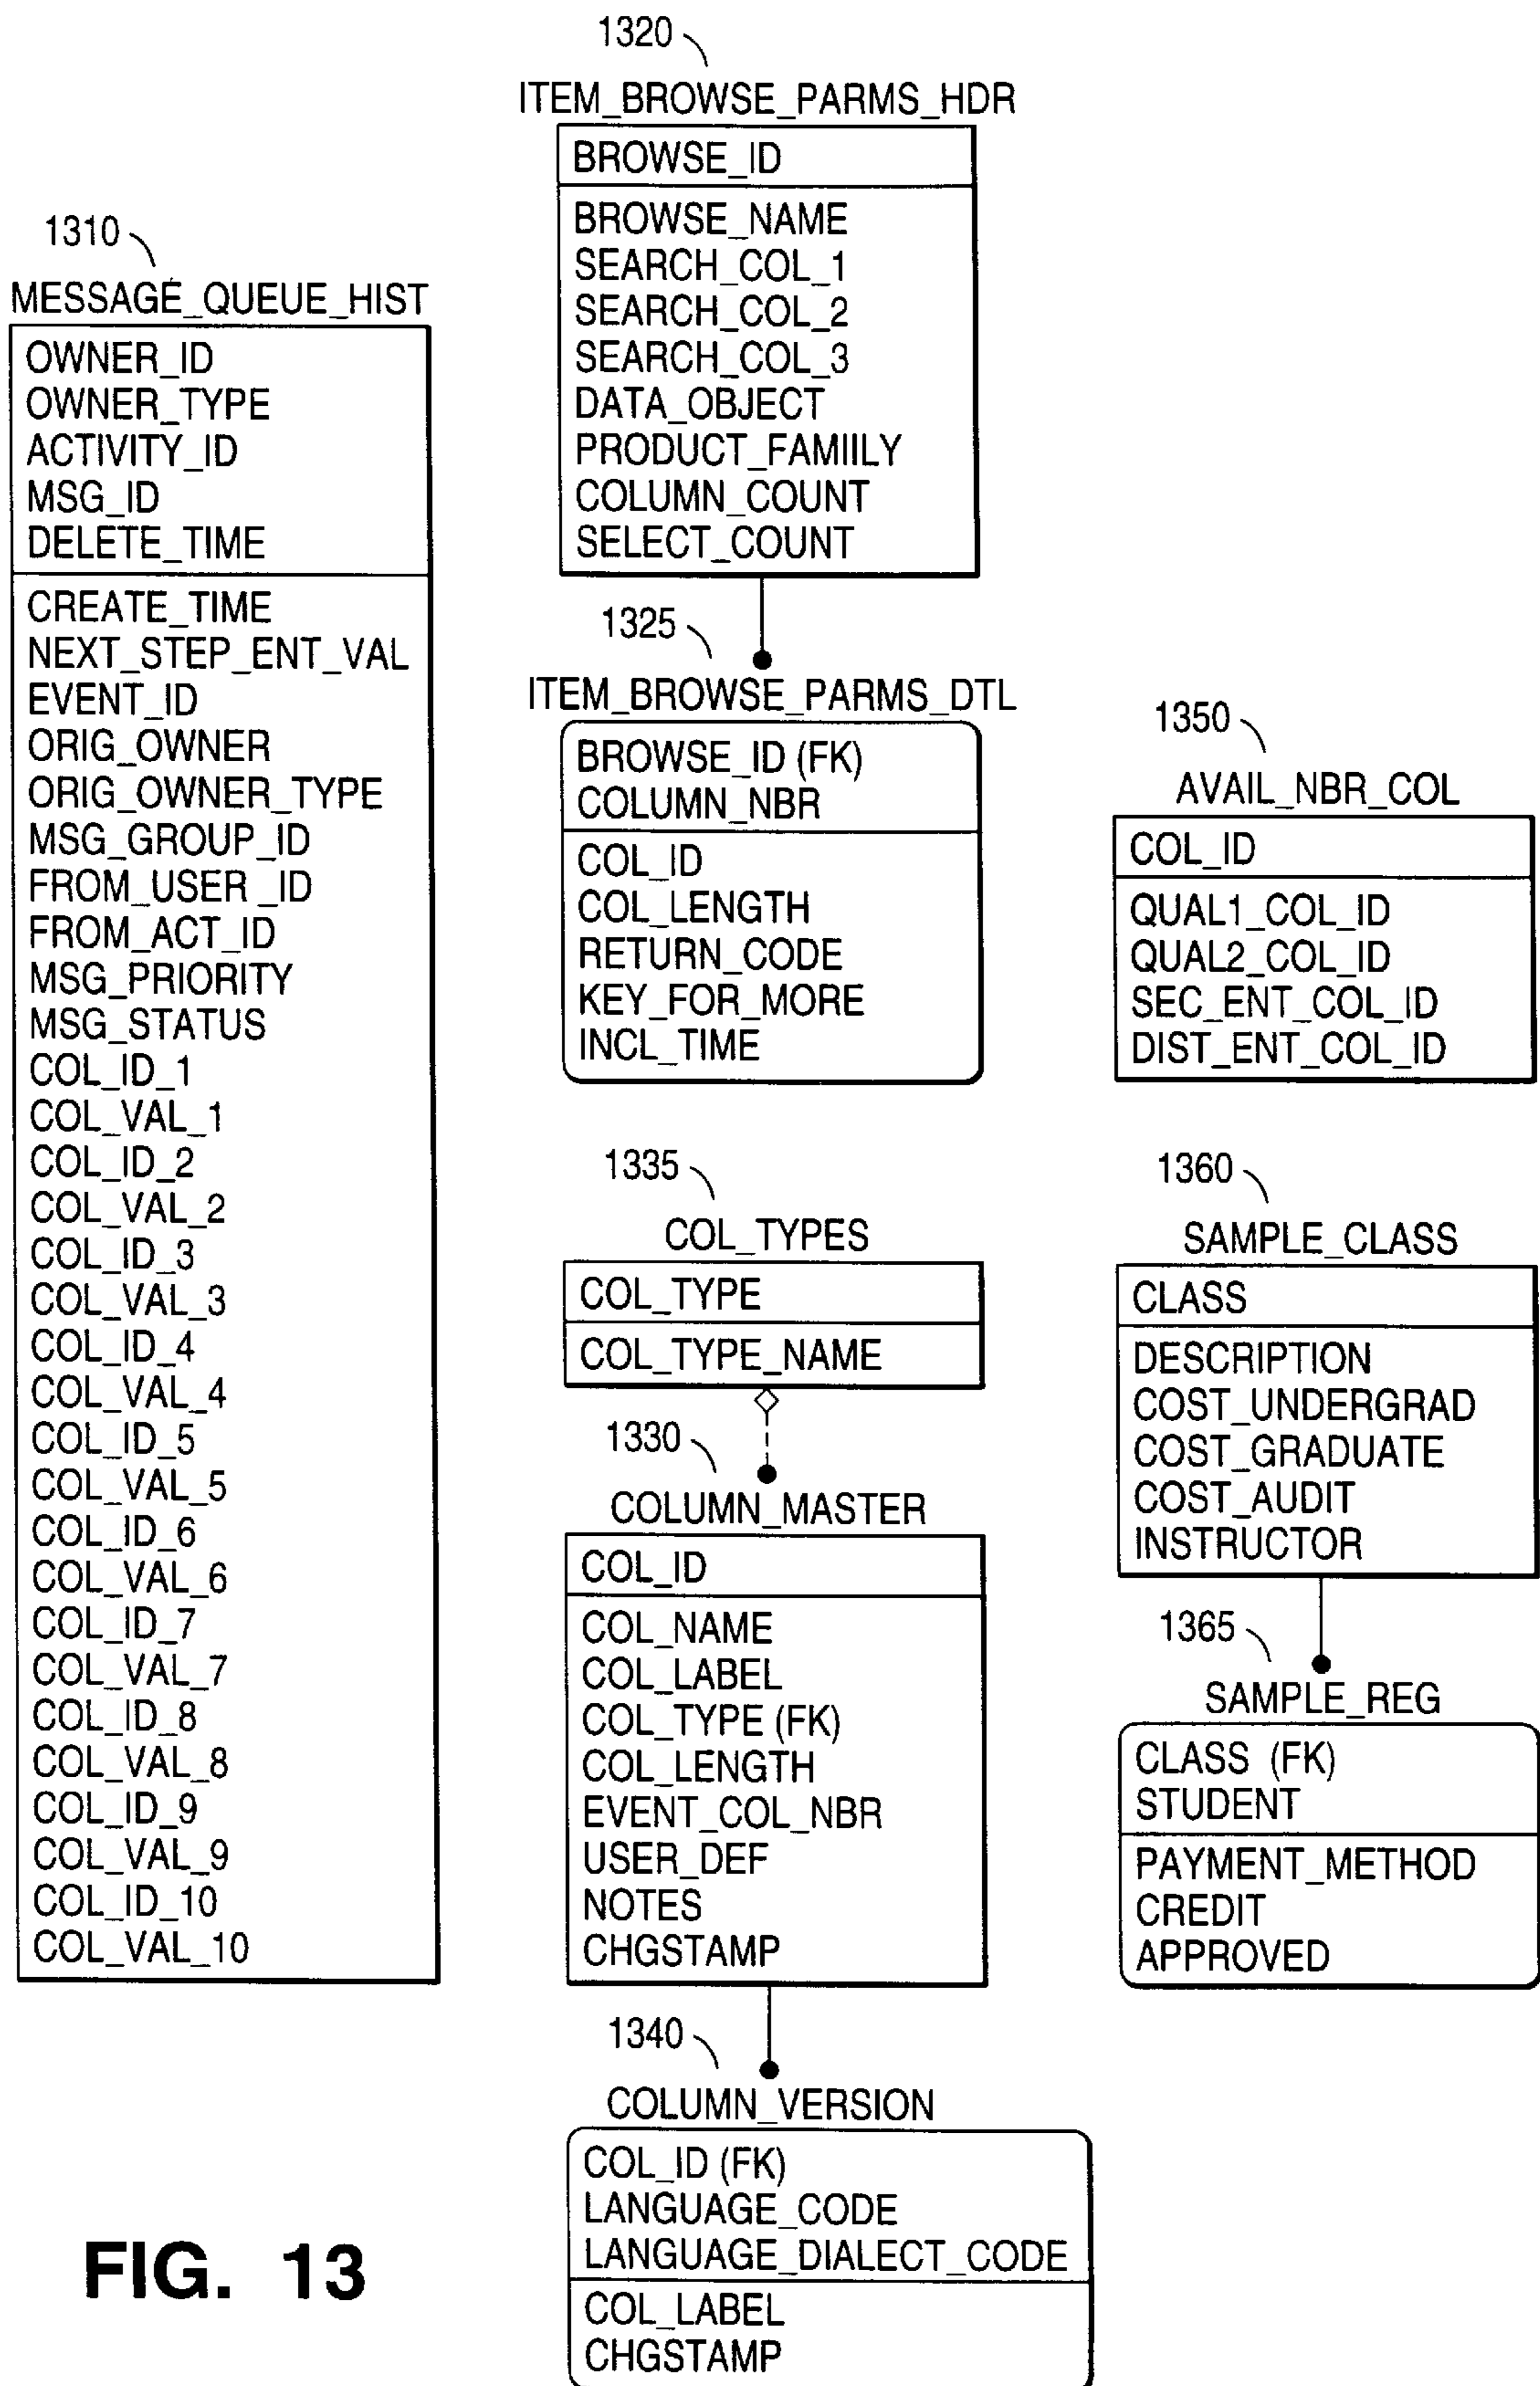 1310
MESSAGE_QUEUE_HIST
OWNER_ID
OWNER_TYPE
ACTIVITY_ID
MSG_ID
DELETE_TIME
CREATE_TIME
NEXT_STEP_ENT_VAL
EVENT_ID
ORIG_OWNER
ORIG_OWNER_TYPE
MSG_GROUP_ID
FROM_USER_ID
FROM_ACT_ID
MSG_PRIORITY
MSG_STATUS
COL_ID_1
COL_VAL_1
COL_ID_2
COL_VAL_2
COL_ID_3
COL_VAL_3
COL_ID_4
COL_VAL_4
COL_ID_5
COL_VAL_5
COL_ID_6
COL_VAL_6
COL_ID_7
COL_VAL_7
COL_ID_8
COL_VAL_8
COL_ID_9
COL_VAL_9
COL_ID_10
COL_VAL_10
1320
ITEM_BROWSE_PARMS_HDR
BROWSE_ID
BROWSE_NAME
SEARCH_COL_1
SEARCH_COL_2
SEARCH_COL_3
DATA_OBJECT
PRODUCT_FAMIILY
COLUMN_COUNT
SELECT_COUNT
1325
ITEM_BROWSE_PARMS_DTL
BROWSE_ID (FK)
COLUMN_NBR
COL_ID
COL_LENGTH
RETURN_CODE
KEY_FOR_MORE
INCL_TIME
1335
COL_TYPES
COL_TYPE
COL_TYPE_NAME
1330
COLUMN_MASTER
COL_ID
COL_NAME
COL_LABEL
COL_TYPE (FK)
COL_LENGTH
EVENT_COL_NBR
USER_DEF
NOTES
CHGSTAMP
1340
COLUMN_VERSION
COL_ID (FK)
LANGUAGE_CODE
LANGUAGE_DIALECT_CODE
COL_LABEL
CHGSTAMP
1350
AVAIL_NBR_COL
COL_ID
QUAL1_COL_ID
QUAL2_COL_ID
SEC_ENT_COL_ID
DIST_ENT_COL_ID
1360
SAMPLE_CLASS
CLASS
DESCRIPTION
COST_UNDERGRAD
COST_GRADUATE
COST_AUDIT
INSTRUCTOR
1365
SAMPLE_REG
CLASS (FK)
STUDENT
PAYMENT_METHOD
CREDIT
APPROVED
FIG. 13